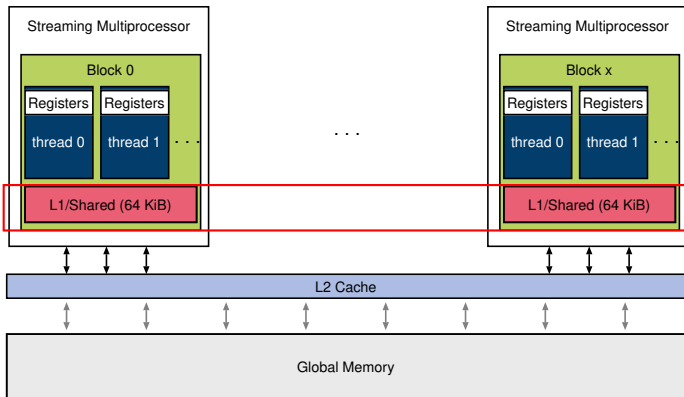 Streaming Multiprocessor
Streaming Multiprocessor
Block 0
Block x
Registers
Registers
Registers
Registers
thread 0
thread 1
. . .
. . .
thread 0
thread 1
. . .
L1/Shared (64 KiB)
L1/Shared (64 KiB)
L2 Cache
Global Memory